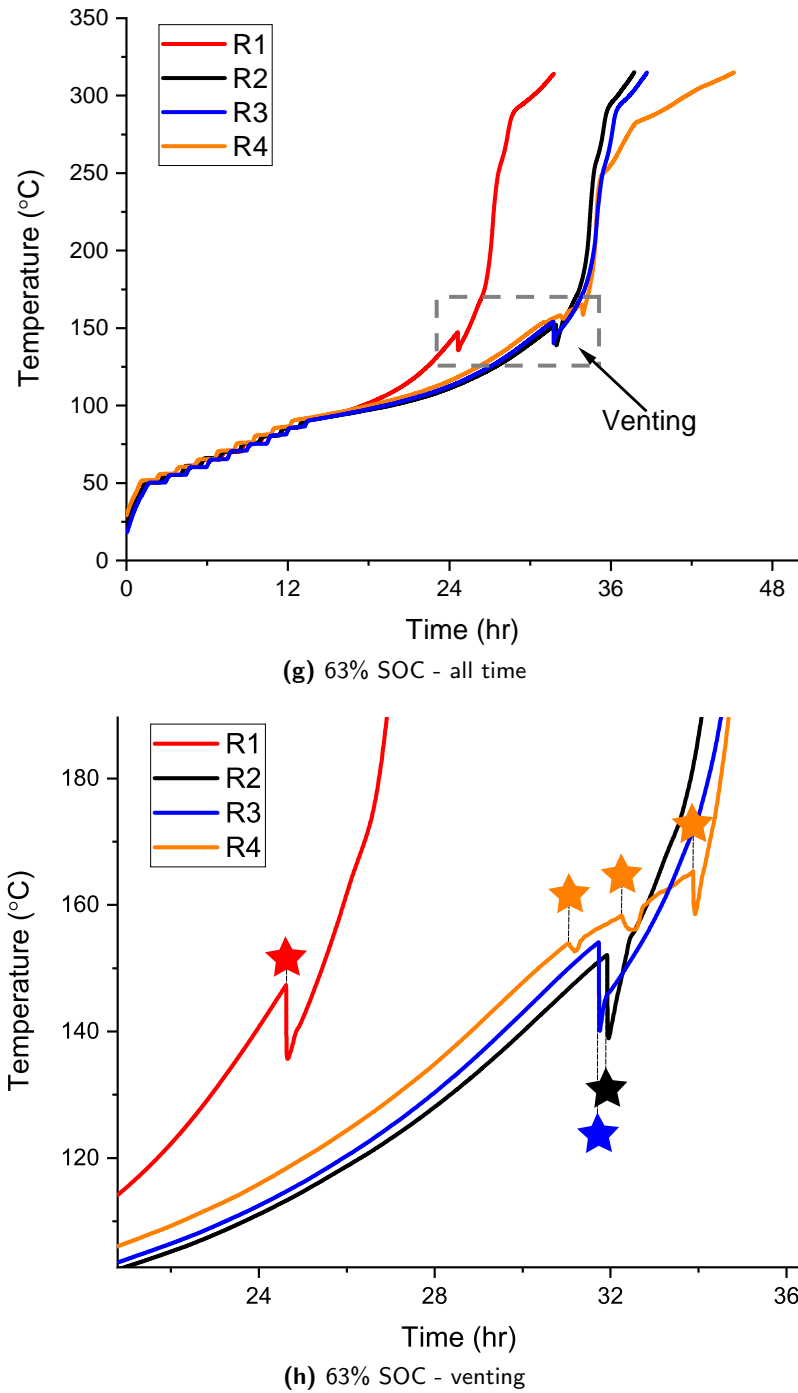 350
300
250
200
150
100
50
0
Temperature (°C)
R1
R2
R3
R4
Venting
0 12 24 36 48
Time (hr)
(g) 63% SOC - all time
180
160
140
120
Temperature (°C)
R1
R2
R3
R4
24 28 32 36
Time (hr)
(h) 63% SOC - venting